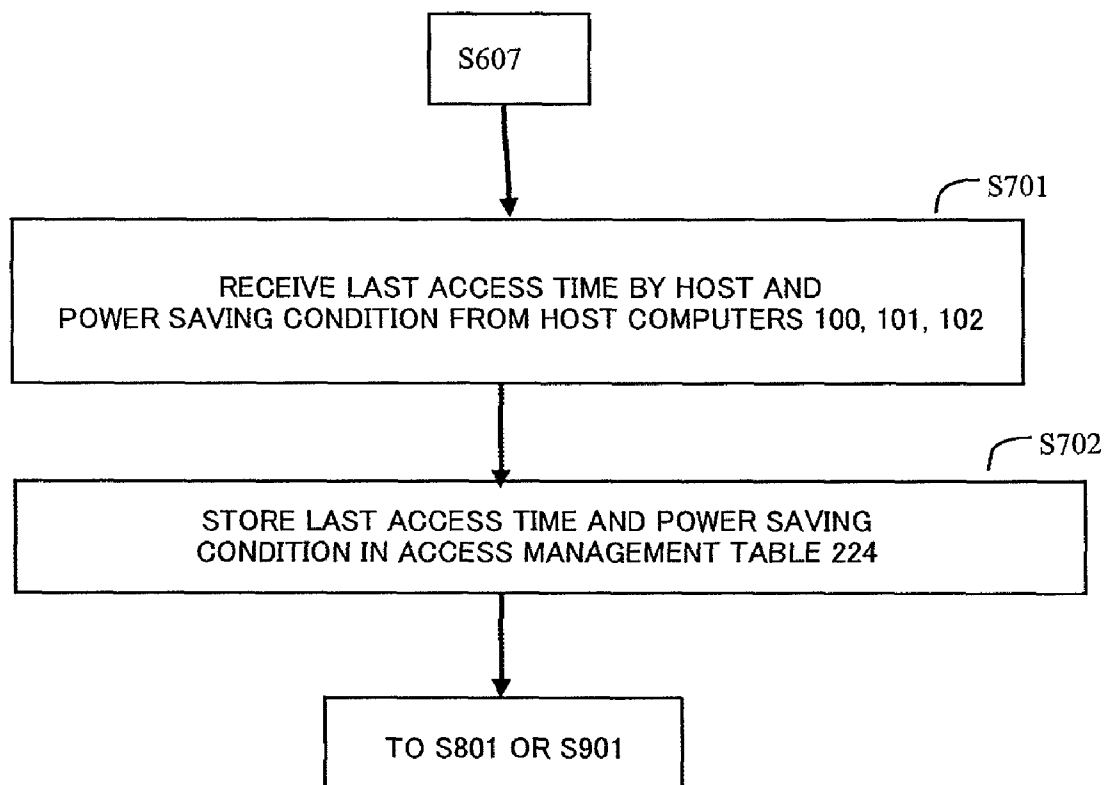 S607
S701
RECEIVE LAST ACCESS TIME BY HOST AND
POWER SAVING CONDITION FROM HOST COMPUTERS 100, 101, 102
S702
STORE LAST ACCESS TIME AND POWER SAVING
CONDITION IN ACCESS MANAGEMENT TABLE 224
TO S801 OR S901